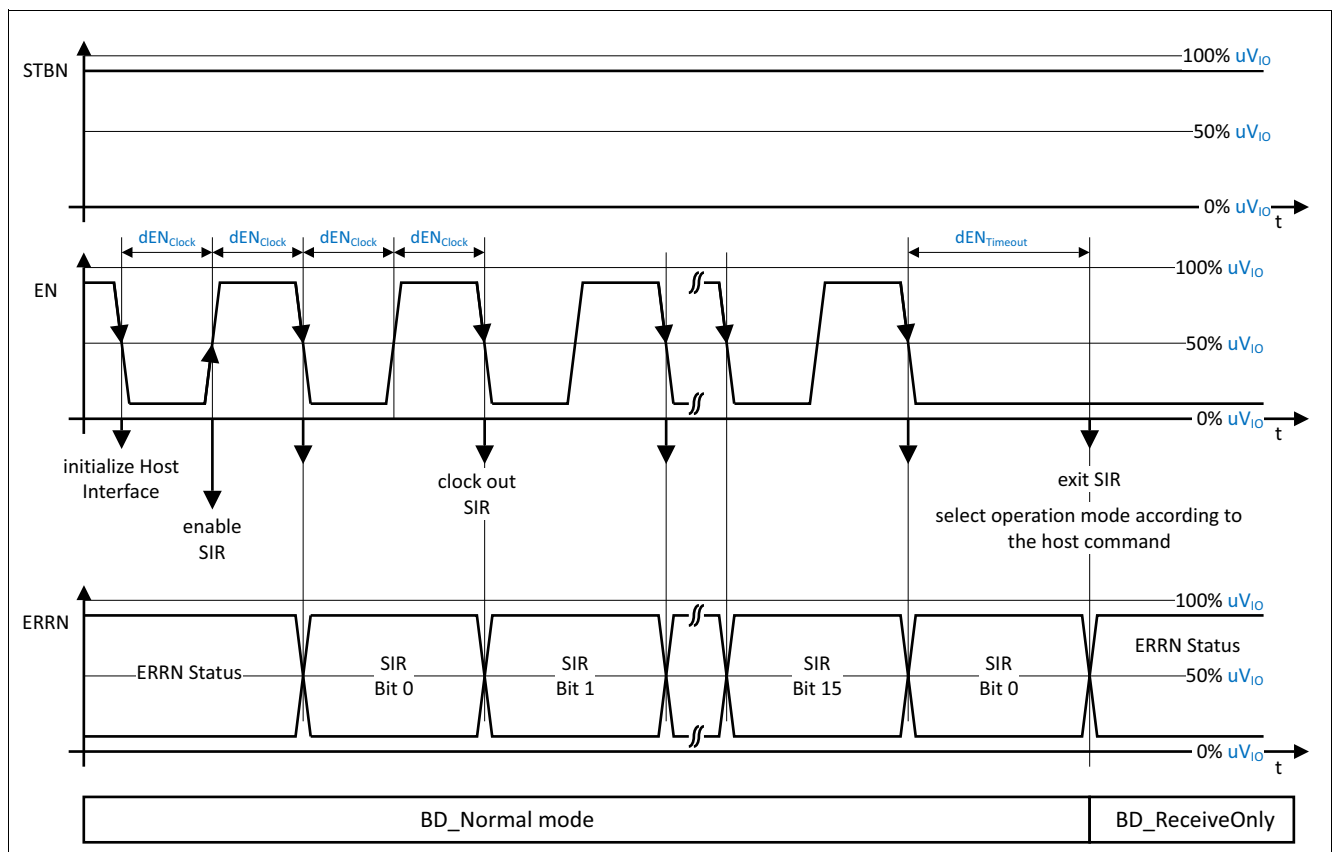 STBN
100% uVIO
50% uVIO
0% uVIO
t
dENClock
dENClock
dENClock
dENClock
dENTimeout
EN
100% uVIO
50% uVIO
0% uVIO
t
initialize Host
Interface
enable
SIR
clock out
SIR
exit SIR
select operation mode according to
the host command
ERRN
100% uVIO
ERRN Status
SIR
Bit 0
SIR
Bit 1
SIR
Bit 15
SIR
Bit 0
ERRN Status
50% uVIO
0% uVIO
t
BD_Normal mode
BD_ReceiveOnly